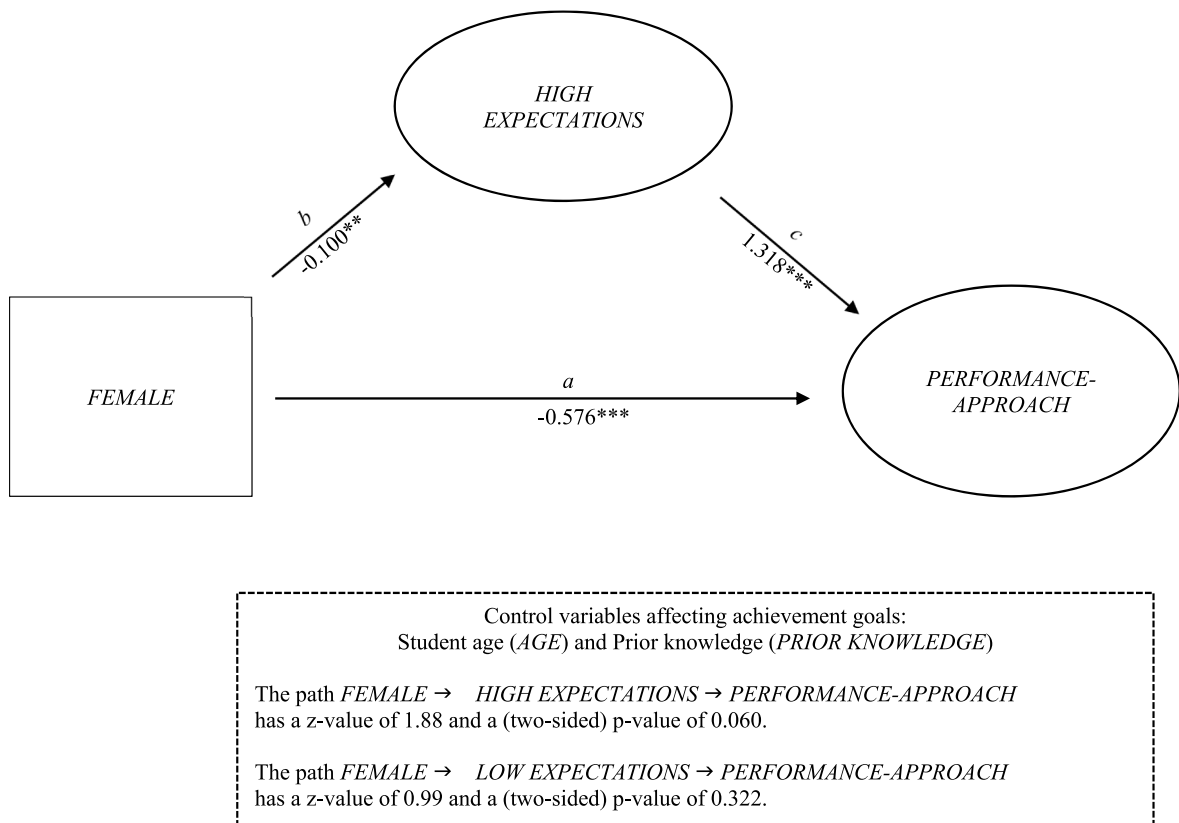 HIGH
EXPECTATIONS
b
-0.100**
c
1.318***
FEMALE
a
-0.576***
PERFORMANCE-
APPROACH
Control variables affecting achievement goals:
Student age (AGE) and Prior knowledge (PRIOR KNOWLEDGE)
The path FEMALE → HIGH EXPECTATIONS → PERFORMANCE-APPROACH
has a z-value of 1.88 and a (two-sided) p-value of 0.060.
The path FEMALE → LOW EXPECTATIONS → PERFORMANCE-APPROACH
has a z-value of 0.99 and a (two-sided) p-value of 0.322.